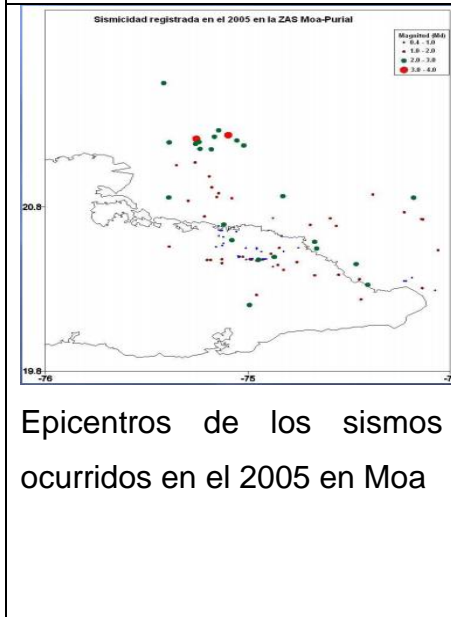 Sismicidad registrada en el 2005 en la ZAS Moa-Purial
Magnitud (Md)
0.4 - 1.0
1.0 - 2.0
2.0 - 3.0
3.0 - 4.0
20.8
19.8
-76
-75
-7
Epicentros de los sismos
ocurridos en el 2005 en Moa